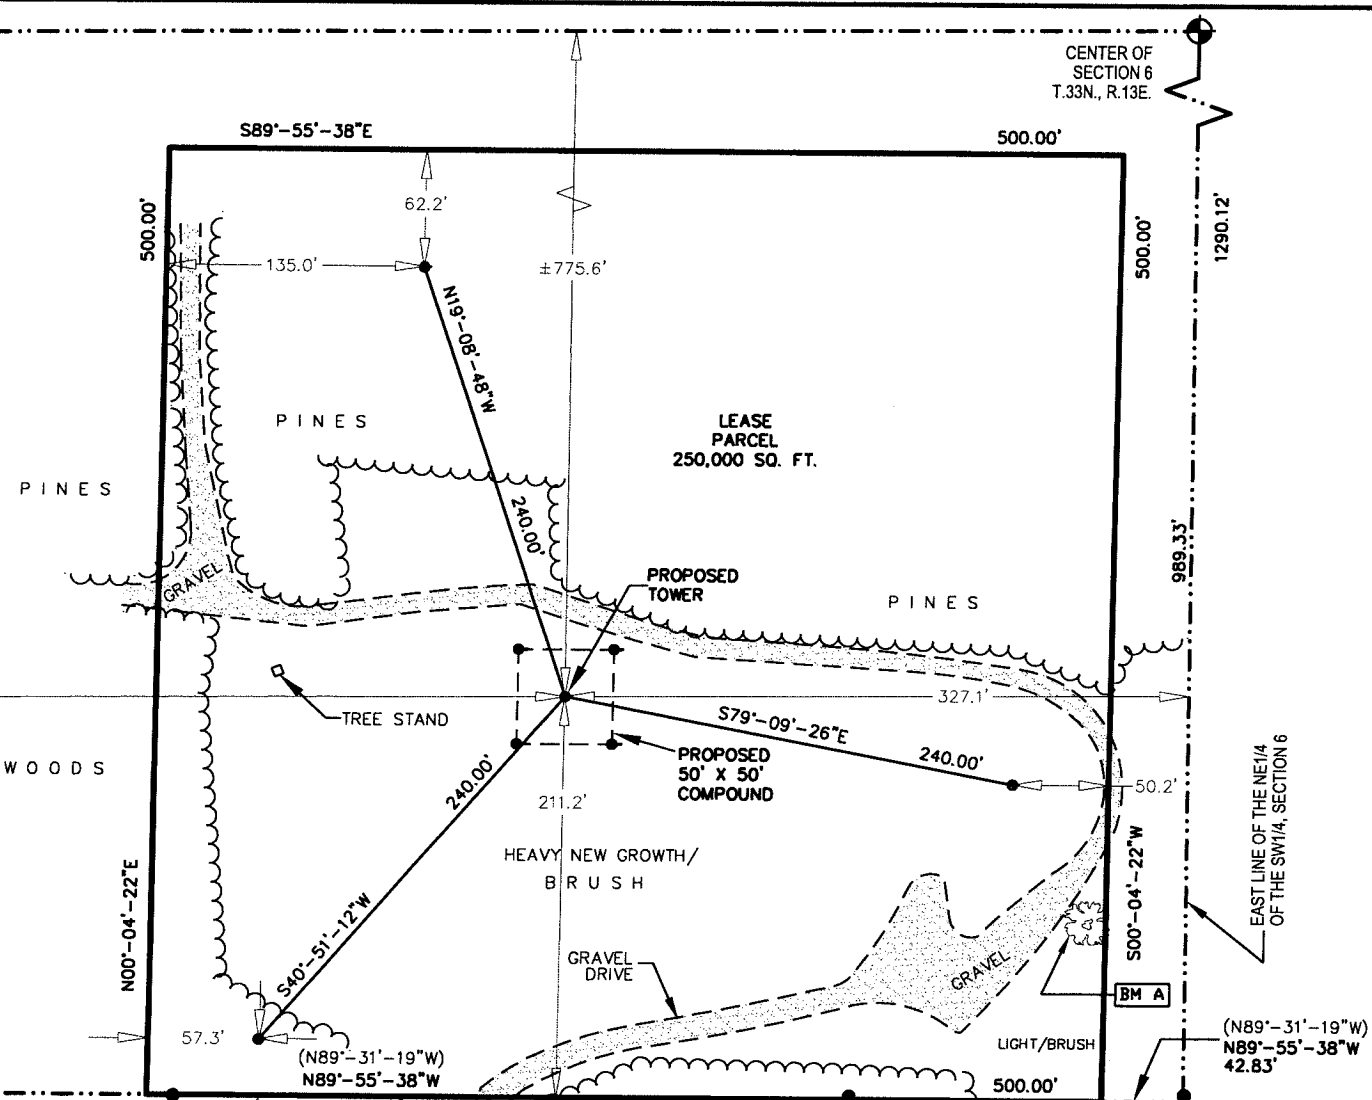 CENTER OF
SECTION 6
T.33N., R.13E.
S89°-55'-38"E
500.00'
500.00'
62.2'
135.0'
±775.6'
500.00'
1290.12'
N19°-08'-48"W
PINES
LEASE
PARCEL
250,000 SQ. FT.
PINES
240.00'
989.33'
GRAVEL
PROPOSED
TOWER
PINES
327.1'
TREE STAND
S79°-09'-26"E
240.00'
PROPOSED
50' X 50'
COMPOUND
WOODS
240.00'
211.2'
50.2'
HEAVY NEW GROWTH/
BRUSH
EAST LINE OF THE NE1/4
OF THE SW1/4, SECTION 6
N00°-04'-22"E
S00°-04'-22"W
S40°-51'-12"W
GRAVEL
DRIVE
GRAVEL
BM A
57.3'
(N89°-31'-19"W)
N89°-55'-38"W
LIGHT/BRUSH
500.00'
(N89°-31'-19"W)
N89°-55'-38"W
42.83'